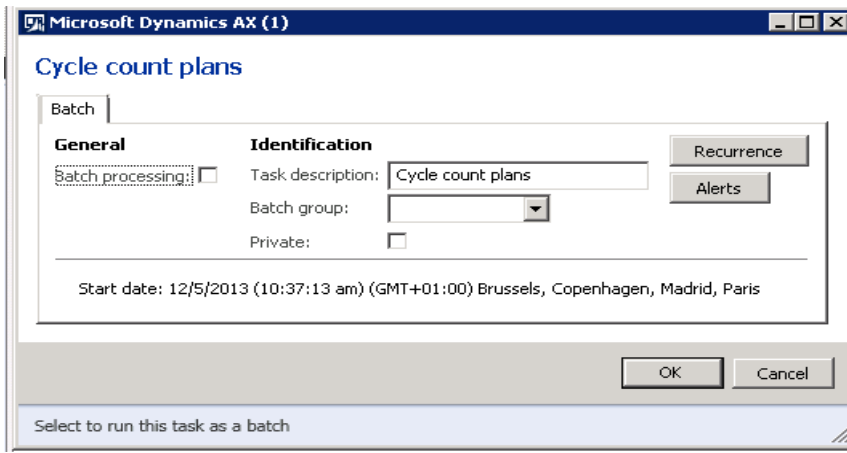 Microsoft Dynamics AX (1)
Cycle count plans
Batch
General
Identification
Recurrence
Batch processing:
Task description: Cycle count plans
Alerts
Batch group:
Private:
Start date: 12/5/2013 (10:37:13 am) (GMT+01:00) Brussels, Copenhagen, Madrid, Paris
OK
Cancel
Select to run this task as a batch